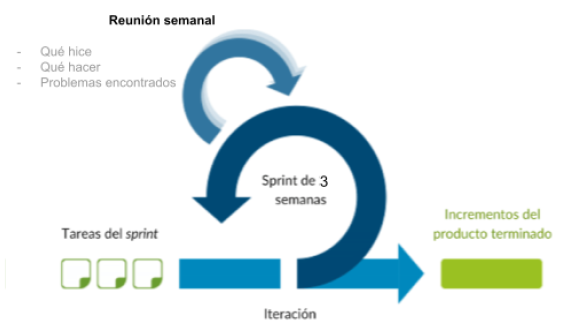 Reunión semanal
- Qué hice
- Qué hacer
- Problemas encontrados
Sprint de 3
semanas
Tareas del sprint
Incrementos del
producto terminado
Iteración